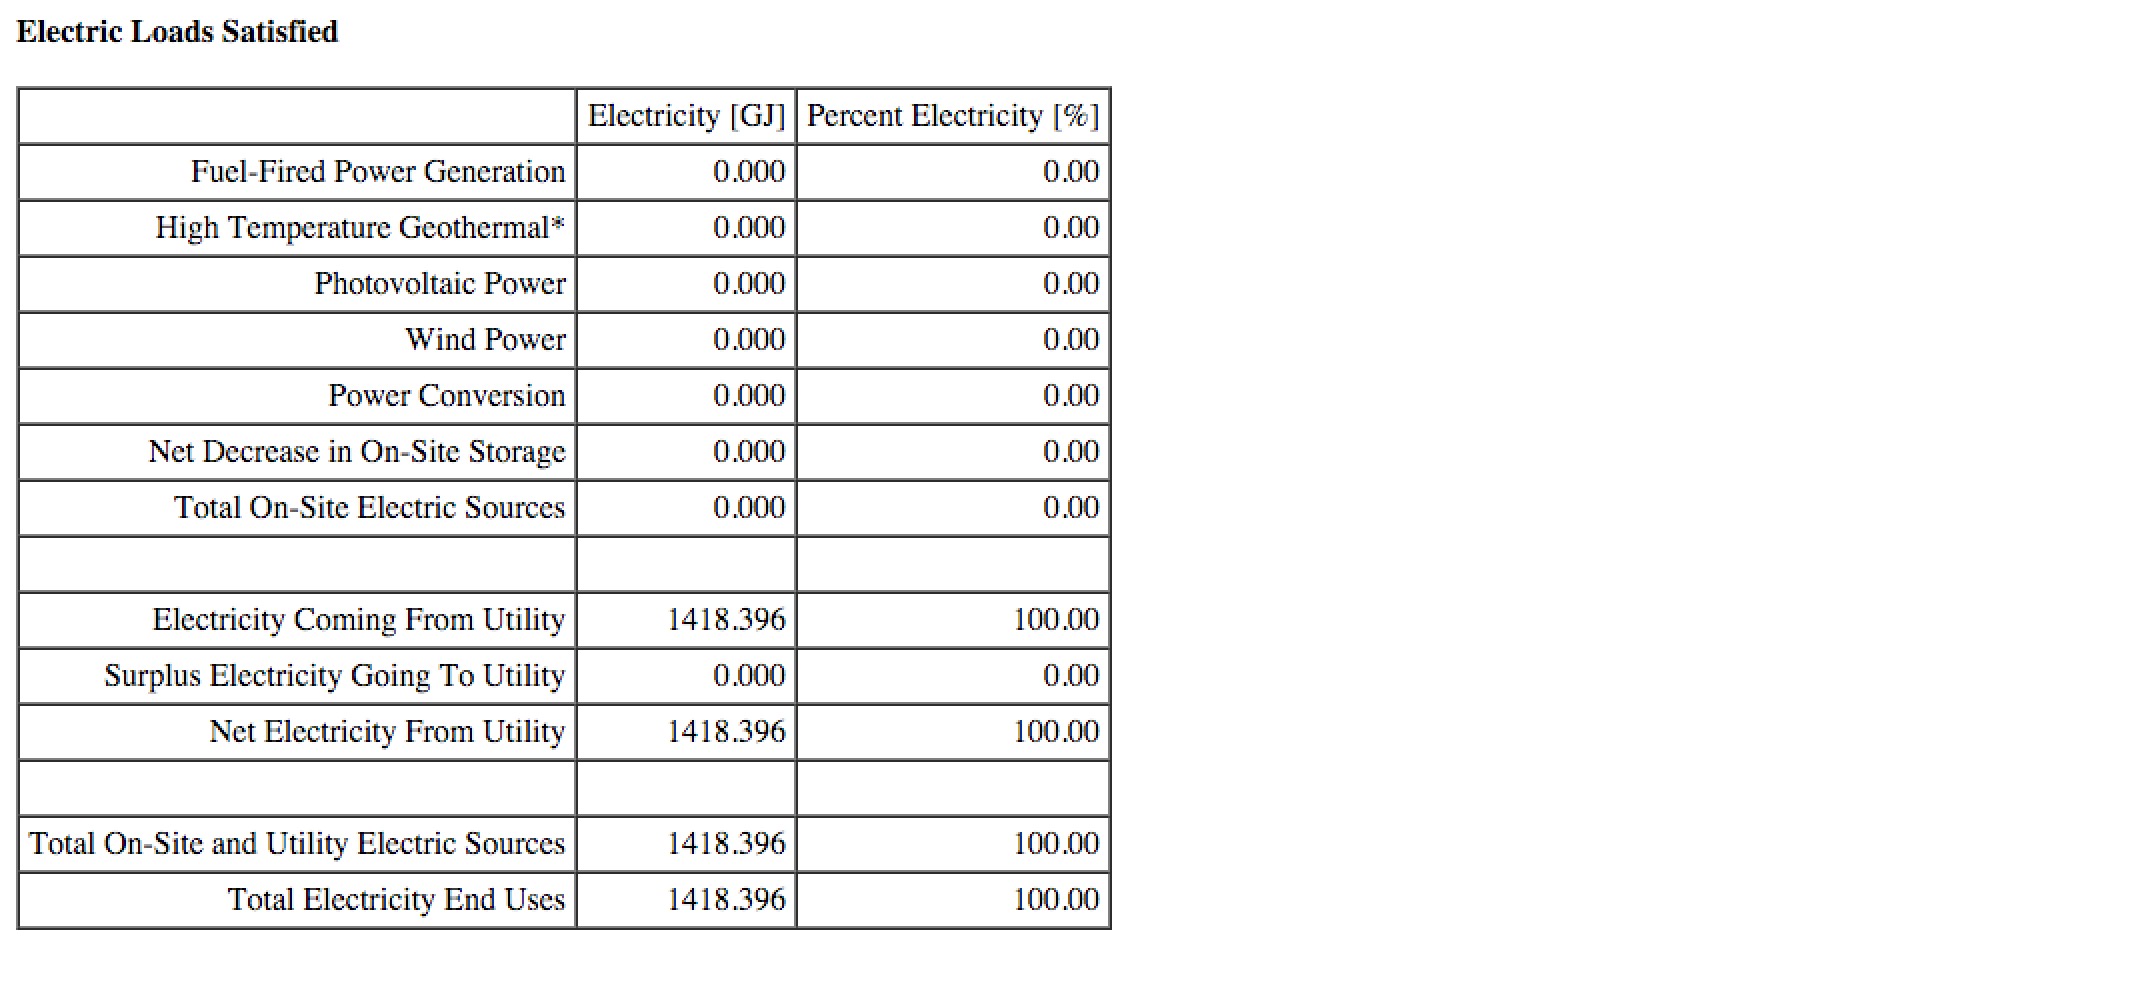 Electric Loads Satisfied
Electricity [GJ] Percent Electricity [%]
Fuel-Fired Power Generation 0.000 0.00
High Temperature Geothermal* 0.000 0.00
Photovoltaic Power 0.000 0.00
Wind Power 0.000 0.00
Power Conversion 0.000 0.00
Net Decrease in On-Site Storage 0.000 0.00
Total On-Site Electric Sources 0.000 0.00
Electricity Coming From Utility 1418.396 100.00
Surplus Electricity Going To Utility 0.000 0.00
Net Electricity From Utility 1418.396 100.00
Total On-Site and Utility Electric Sources 1418.396 100.00
Total Electricity End Uses 1418.396 100.00